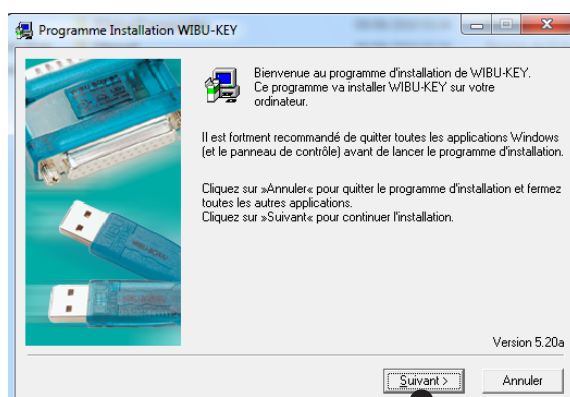 Programme Installation WIBU-KEY
Bienvenue au programme d'installation de WIBU-KEY.
Ce programme va installer WIBU-KEY sur votre
ordinateur.
Il est fortment recommandé de quitter toutes les applications Windows
(et le panneau de contrôle) avant de lancer le programme d'installation.
Cliquez sur »Annuler« pour quitter le programme d'installation et fermez
toutes les autres applications.
Cliquez sur »Suivant« pour continuer l'installation.
Version 5.20a
Suivant >
Annuler